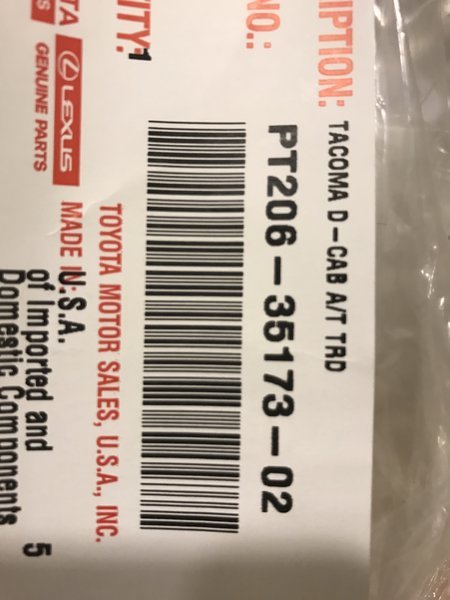 IPTION: TACOMA D-CAB A/T TRD
NO.: PT206-35173-02
TITY: 1
TOYOTA MOTOR SALES, U.S.A., INC.
TA LEXUS MADE IN: U.S.A.
S GENUINE PARTS of Imported and 5
Domestic Components